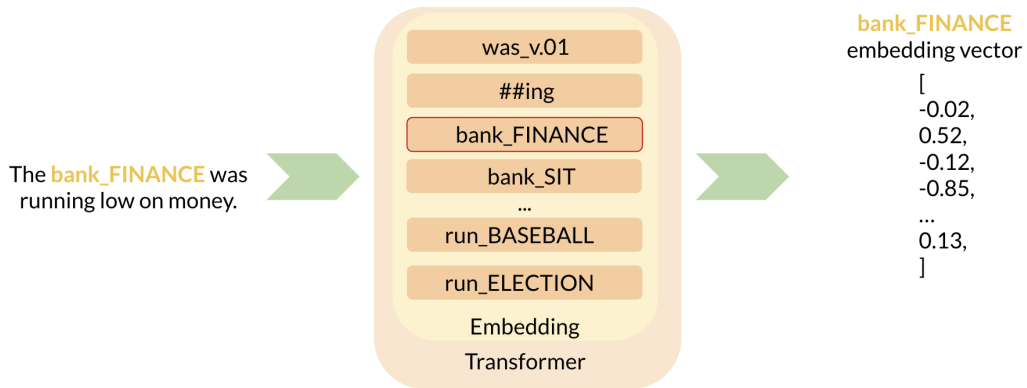 The bank_FINANCE was
running low on money.
was_v.01
##ing
bank_FINANCE
bank_SIT
...
run_BASEBALL
run_ELECTION
Embedding
Transformer
bank_FINANCE
embedding vector
[
-0.02,
0.52,
-0.12,
-0.85,
...
0.13,
]